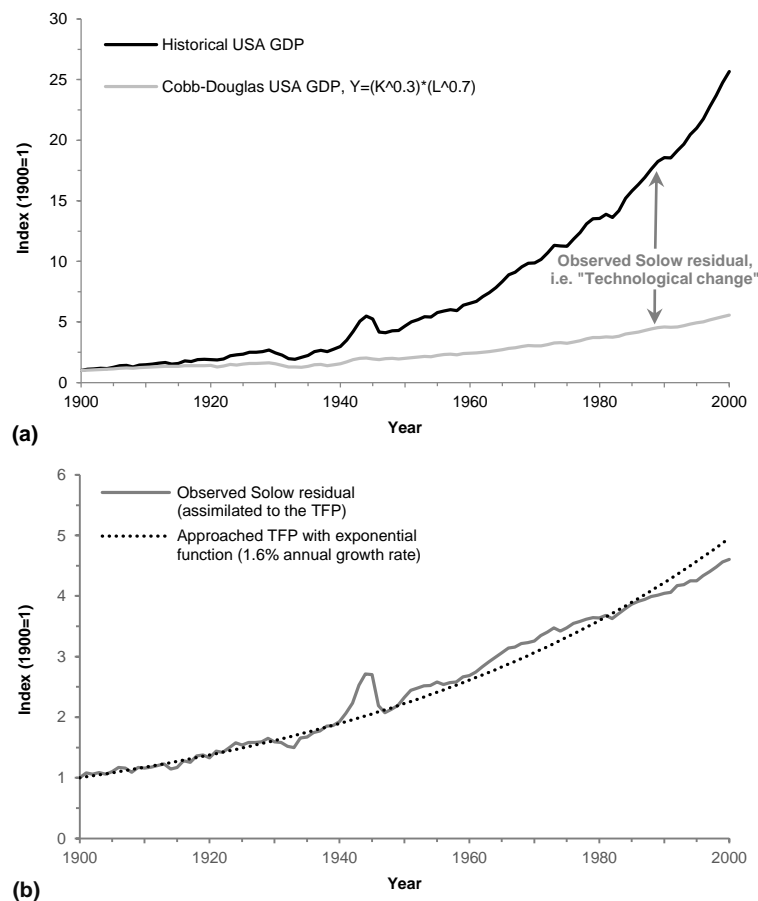 30
25
20
15
10
5
0
Index (1900=1)
Historical USA GDP
Cobb-Douglas USA GDP, Y=(K^0.3)*(L^0.7)
Observed Solow residual,
i.e. "Technological change"
1900 1920 1940 1960 1980 2000
Year
(a)
6
5
4
3
2
1
0
Index (1900=1)
Observed Solow residual
(assimilated to the TFP)
Approached TFP with exponential
function (1.6% annual growth rate)
1900 1920 1940 1960 1980 2000
Year
(b)